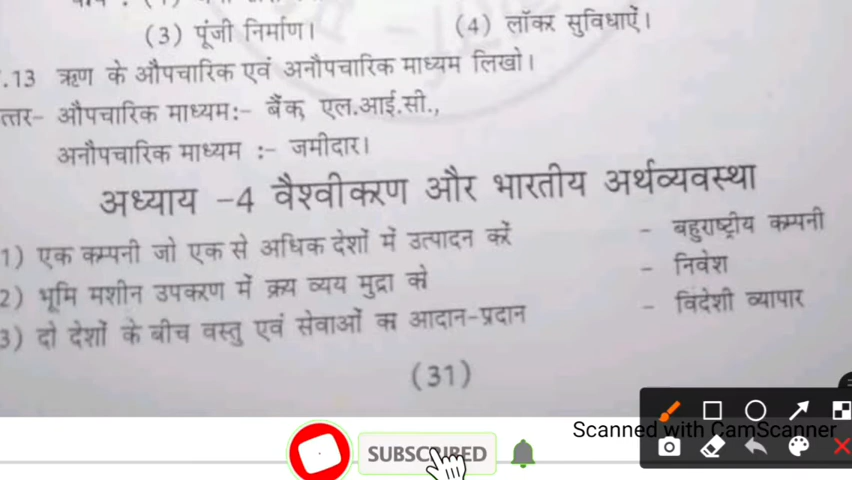 (3) पूंजी निर्माण। (4) लॉकर सुविधाऐं।
.13 ऋण के औपचारिक एवं अनौपचारिक माध्यम लिखो।
त्तर- औपचारिक माध्यम:- बैंक, एल.आई.सी.,
अनौपचारिक माध्यम :- जमीदार।
अध्याय -4 वैश्वीकरण और भारतीय अर्थव्यवस्था
1) एक कम्पनी जो एक से अधिक देशों में उत्पादन करें - बहुराष्ट्रीय कम्पनी
2) भूमि मशीन उपकरण में क्रय व्यय मुद्रा को - निवेश
3) दो देशों के बीच वस्तु एवं सेवाओं का आदान-प्रदान - विदेशी व्यापार
(31)
Scanned with CamScanner
SUBSCRIBED